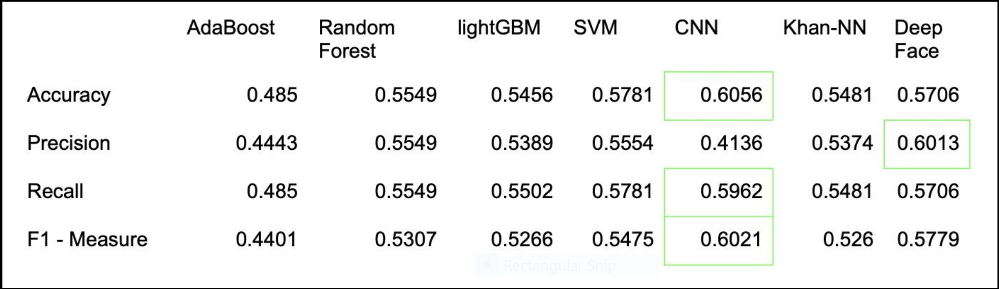 AdaBoost Random Forest lightGBM SVM CNN Khan-NN Deep Face
Accuracy 0.485 0.5549 0.5456 0.5781 0.6056 0.5481 0.5706
Precision 0.4443 0.5549 0.5389 0.5554 0.4136 0.5374 0.6013
Recall 0.485 0.5549 0.5502 0.5781 0.5962 0.5481 0.5706
F1 - Measure 0.4401 0.5307 0.5266 0.5475 0.6021 0.526 0.5779
Rectangular Snip